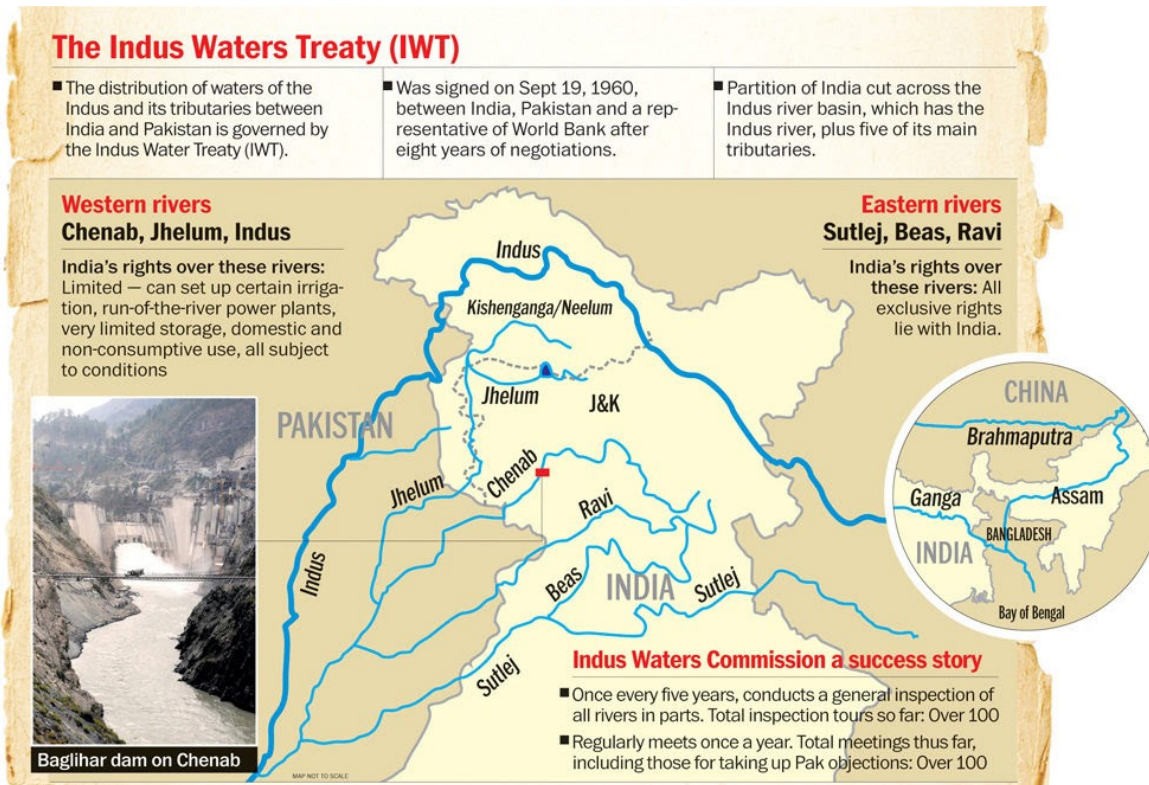 The Indus Waters Treaty (IWT)
■ The distribution of waters of the
Indus and its tributaries between
India and Pakistan is governed by
the Indus Water Treaty (IWT).
■ Was signed on Sept 19, 1960,
between India, Pakistan and a rep-
resentative of World Bank after
eight years of negotiations.
■ Partition of India cut across the
Indus river basin, which has the
Indus river, plus five of its main
tributaries.
Western rivers
Chenab, Jhelum, Indus
India's rights over these rivers:
Limited — can set up certain irriga-
tion, run-of-the-river power plants,
very limited storage, domestic and
non-consumptive use, all subject
to conditions
Eastern rivers
Sutlej, Beas, Ravi
India's rights over
these rivers: All
exclusive rights
lie with India.
Indus
Kishenganga/Neelum
Jhelum
J&K
PAKISTAN
Chenab
Jhelum
Ravi
Indus
Beas
INDIA
Sutlej
Sutlej
CHINA
Brahmaputra
Ganga
Assam
BANGLADESH
INDIA
Bay of Bengal
Indus Waters Commission a success story
■ Once every five years, conducts a general inspection of
all rivers in parts. Total inspection tours so far: Over 100
■ Regularly meets once a year. Total meetings thus far,
including those for taking up Pak objections: Over 100
Baglihar dam on Chenab
MAP NOT TO SCALE